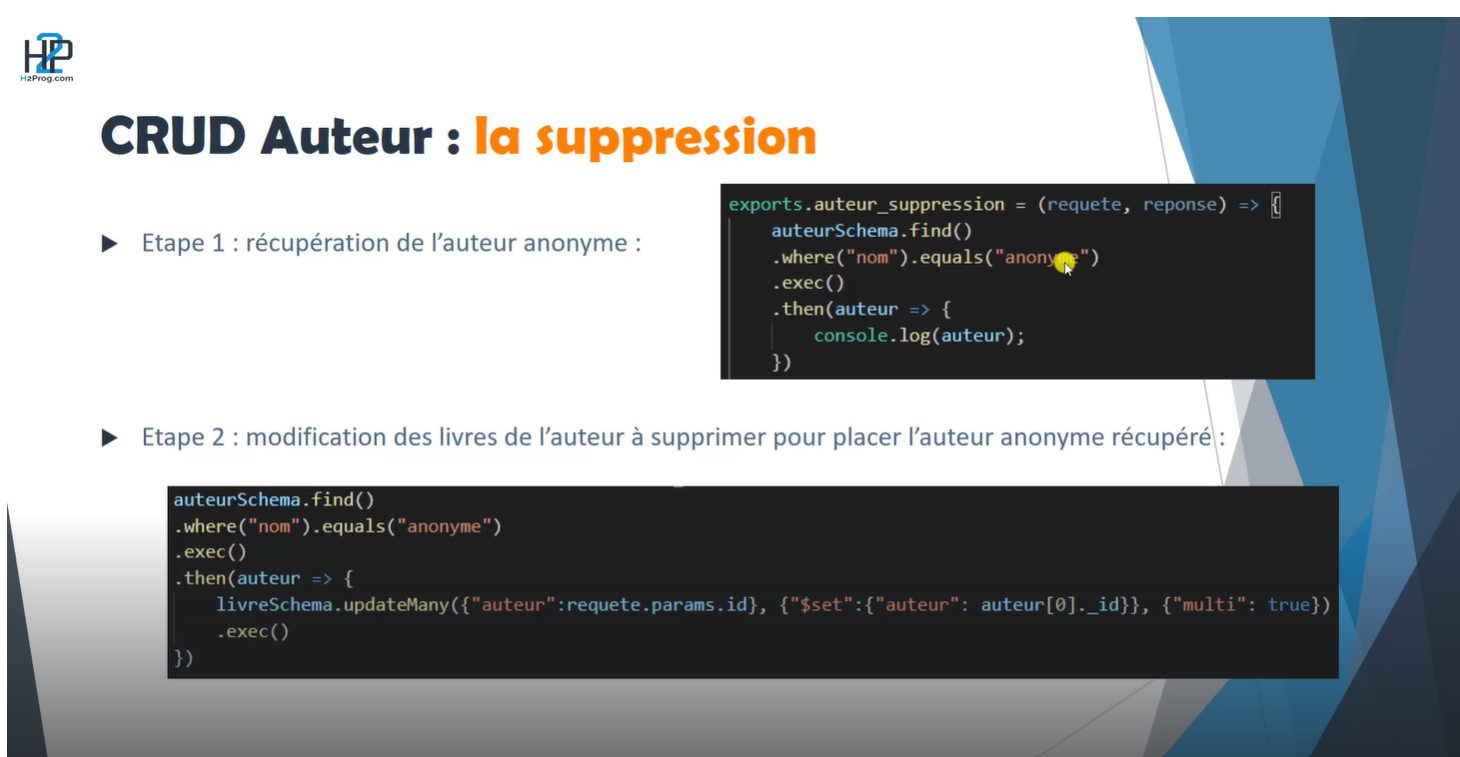 H2P
H2Prog.com
CRUD Auteur : la suppression
Etape 1 : récupération de l’auteur anonyme :
exports.auteur_suppression = (requete, reponse) => {
auteurSchema.find()
.where("nom").equals("anonyme")
.exec()
.then(auteur => {
console.log(auteur);
})
Etape 2 : modification des livres de l’auteur à supprimer pour placer l’auteur anonyme récupéré :
auteurSchema.find()
.where("nom").equals("anonyme")
.exec()
.then(auteur => {
livreSchema.updateMany({"auteur":requete.params.id}, {"$set":{"auteur": auteur[0]._id}}, {"multi": true})
.exec()
})